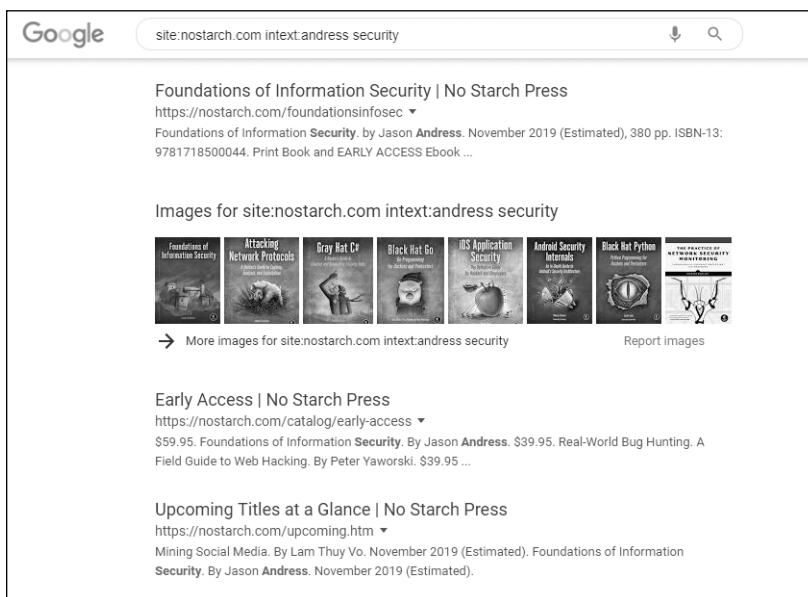 Google
site:nostarch.com intext:andress security
Foundations of Information Security | No Starch Press
https://nostarch.com/foundationsinfosec
Foundations of Information Security. by Jason Andress. November 2019 (Estimated), 380 pp. ISBN-13:
9781718500044. Print Book and EARLY ACCESS Ebook ...
Images for site:nostarch.com intext:andress security
Foundations of
Information Security
Attacking
Network Protocols
Gray Hat C#
Black Hat Go
iOS Application
Security
Android Security
Internals
Black Hat Python
THE PRACTICE OF
NETWORK SECURITY
MONITORING
More images for site:nostarch.com intext:andress security
Report images
Early Access | No Starch Press
https://nostarch.com/catalog/early-access
$59.95. Foundations of Information Security. By Jason Andress. $39.95. Real-World Bug Hunting. A
Field Guide to Web Hacking. By Peter Yaworski. $39.95 ...
Upcoming Titles at a Glance | No Starch Press
https://nostarch.com/upcoming.htm
Mining Social Media. By Lam Thuy Vo. November 2019 (Estimated). Foundations of Information
Security. By Jason Andress. November 2019 (Estimated).